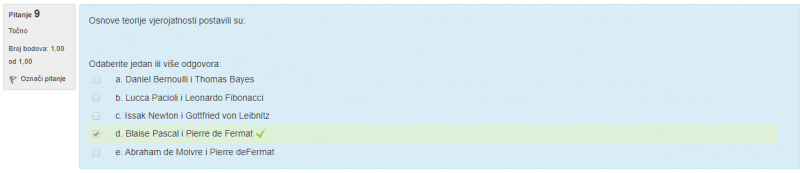 Pitanje 9
Točno
Broj bodova: 1,00
od 1,00
Označi pitanje
Osnove teorije vjerojatnosti postavili su:
Odaberite jedan ili više odgovora:
a. Daniel Bernoulli i Thomas Bayes
b. Lucca Pacioli i Leonardo Fibonacci
c. Issak Newton i Gottfried von Leibnitz
d. Blaise Pascal i Pierre de Fermat
e. Abraham de Moivre i Pierre deFermat